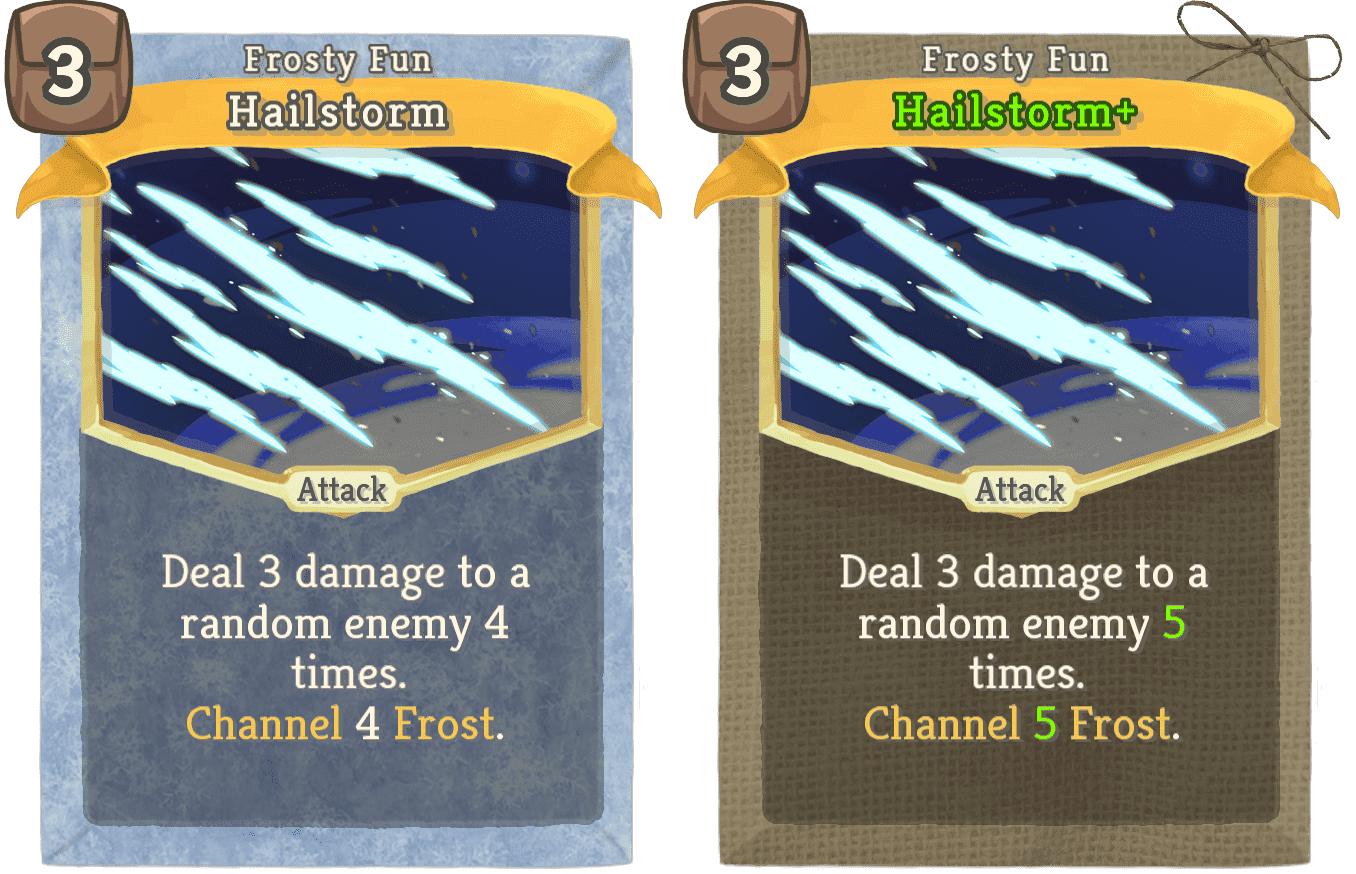 3
Frosty Fun
Hailstorm
Attack
Deal 3 damage to a
random enemy 4
times.
Channel 4 Frost.
3
Frosty Fun
Hailstorm+
Attack
Deal 3 damage to a
random enemy 5
times.
Channel 5 Frost.